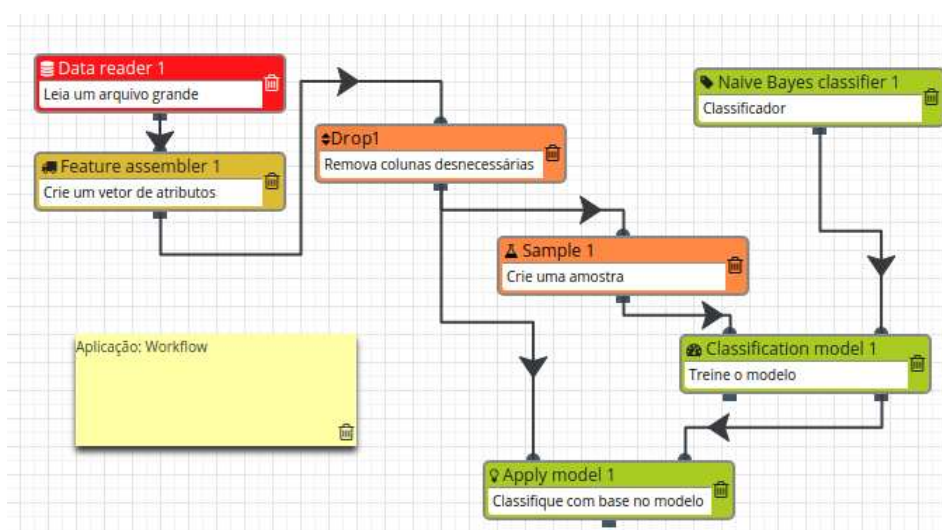 Data reader 1
Leia um arquivo grande
Naive Bayes classifier 1
Classificador
Drop1
Remova colunas desnecessárias
Feature assembler 1
Crie um vetor de atributos
Sample 1
Crie uma amostra
Aplicação: Workflow
Classification model 1
Treine o modelo
Apply model 1
Classifique com base no modelo